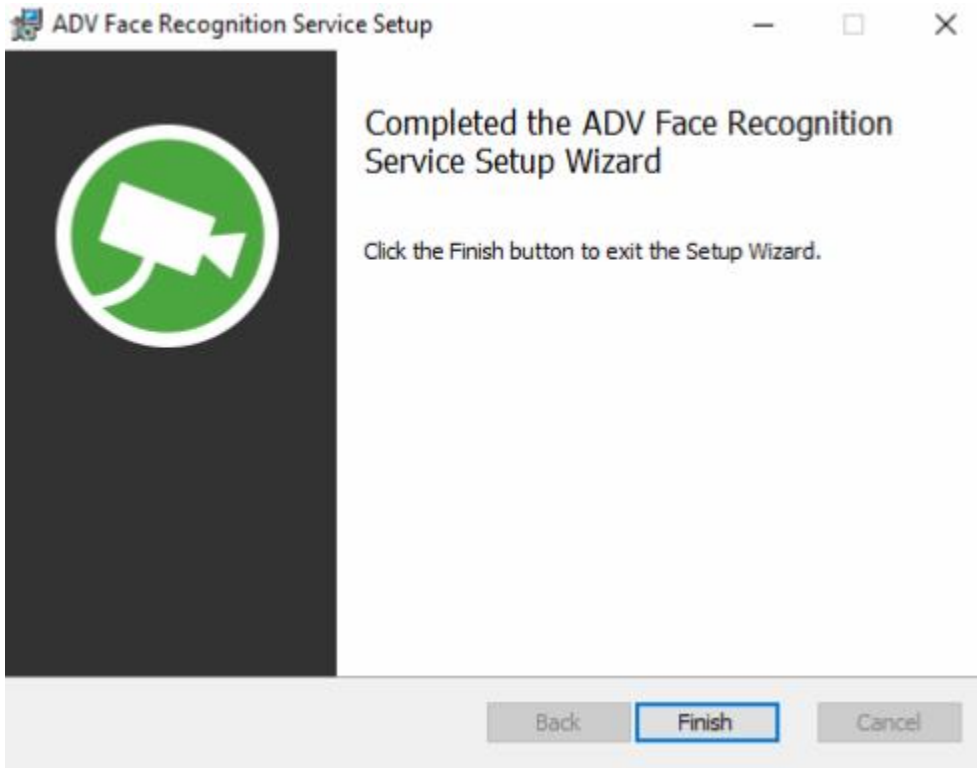 ADV Face Recognition Service Setup
Completed the ADV Face Recognition
Service Setup Wizard
Click the Finish button to exit the Setup Wizard.
Back Finish Cancel